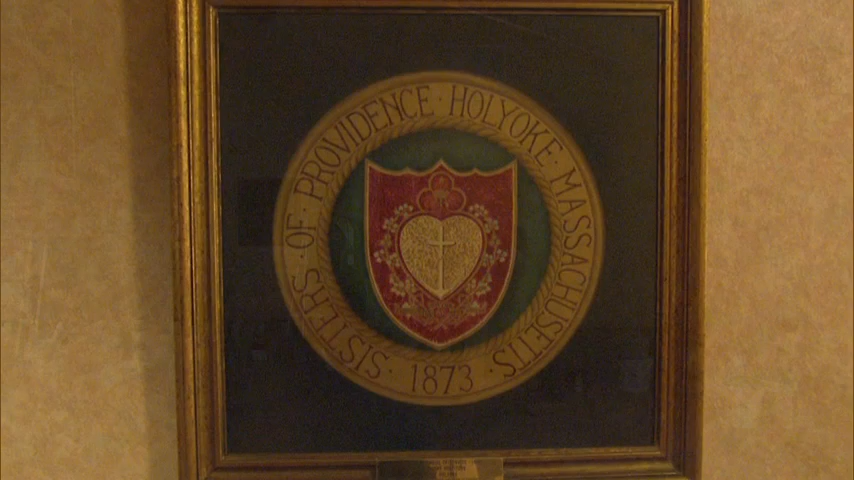 SISTERS · OF · PROVIDENCE · HOLYOKE · MASSACHUSETTS ·
1873